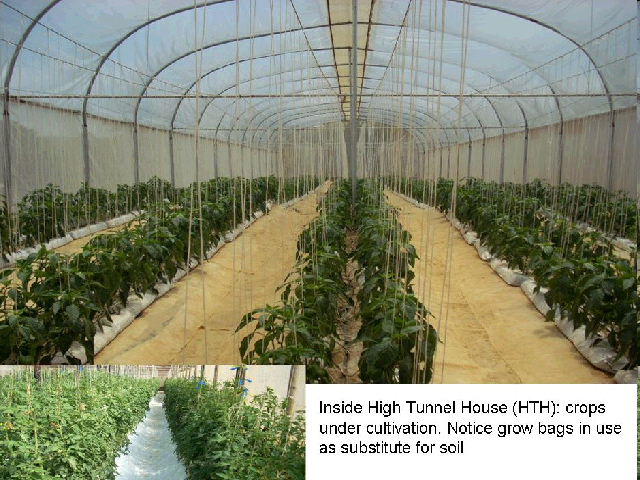 Inside High Tunnel House (HTH): crops
under cultivation. Notice grow bags in use
as substitute for soil